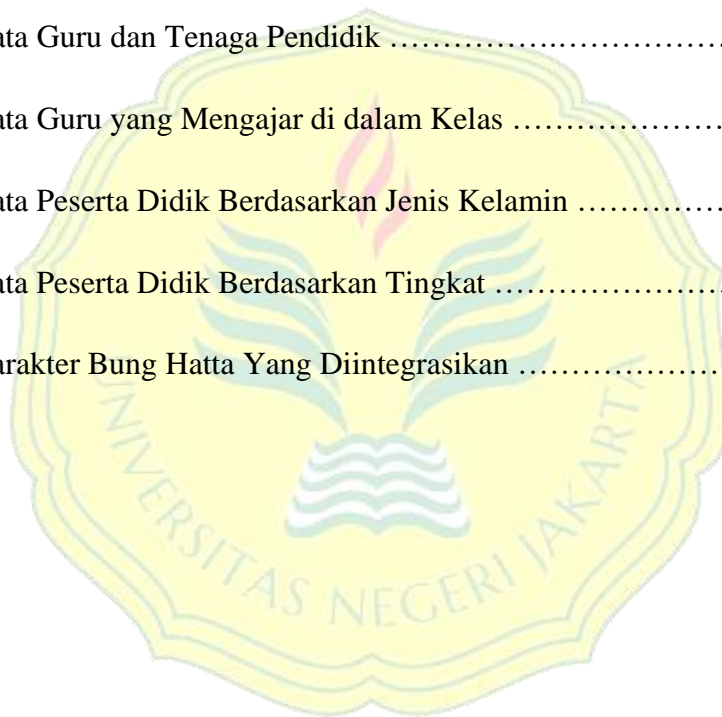 ata Guru dan Tenaga Pendidik …………….……………
ata Guru yang Mengajar di dalam Kelas …………………
ata Peserta Didik Berdasarkan Jenis Kelamin ……………
ata Peserta Didik Berdasarkan Tingkat ……………………
arakter Bung Hatta Yang Diintegrasikan …………………
UNIVERSITAS NEGERI JAKARTA